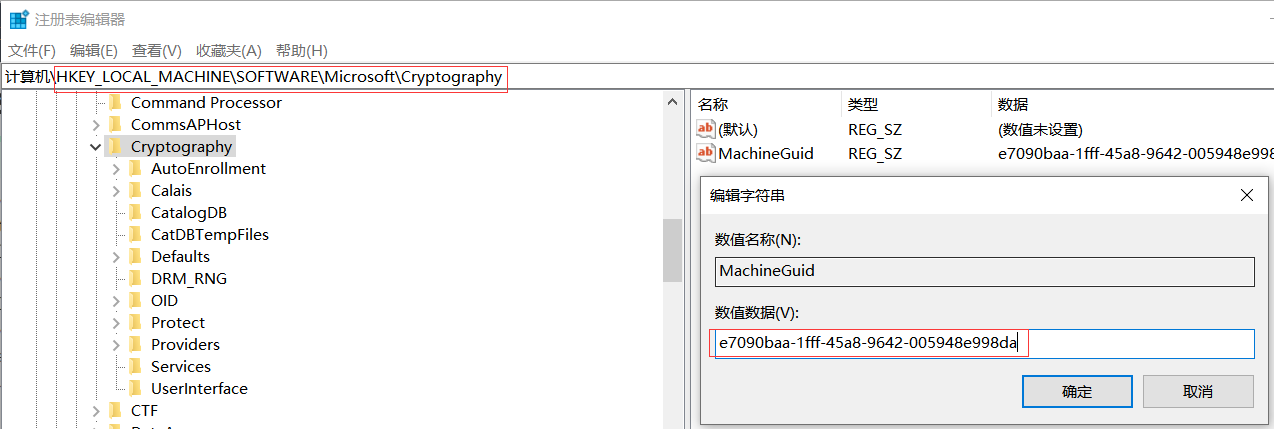 注册表编辑器
文件(F) 编辑(E) 查看(V) 收藏夹(A) 帮助(H)
计算机\HKEY_LOCAL_MACHINE\SOFTWARE\Microsoft\Cryptography
Command Processor
CommsAPHost
Cryptography
AutoEnrollment
Calais
CatalogDB
CatDBTempFiles
Defaults
DRM_RNG
OID
Protect
Providers
Services
UserInterface
CTF
名称 类型 数据
(默认) REG_SZ (数值未设置)
MachineGuid REG_SZ e7090baa-1fff-45a8-9642-005948e998
编辑字符串
数值名称(N):
MachineGuid
数值数据(V):
e7090baa-1fff-45a8-9642-005948e998da
确定 取消